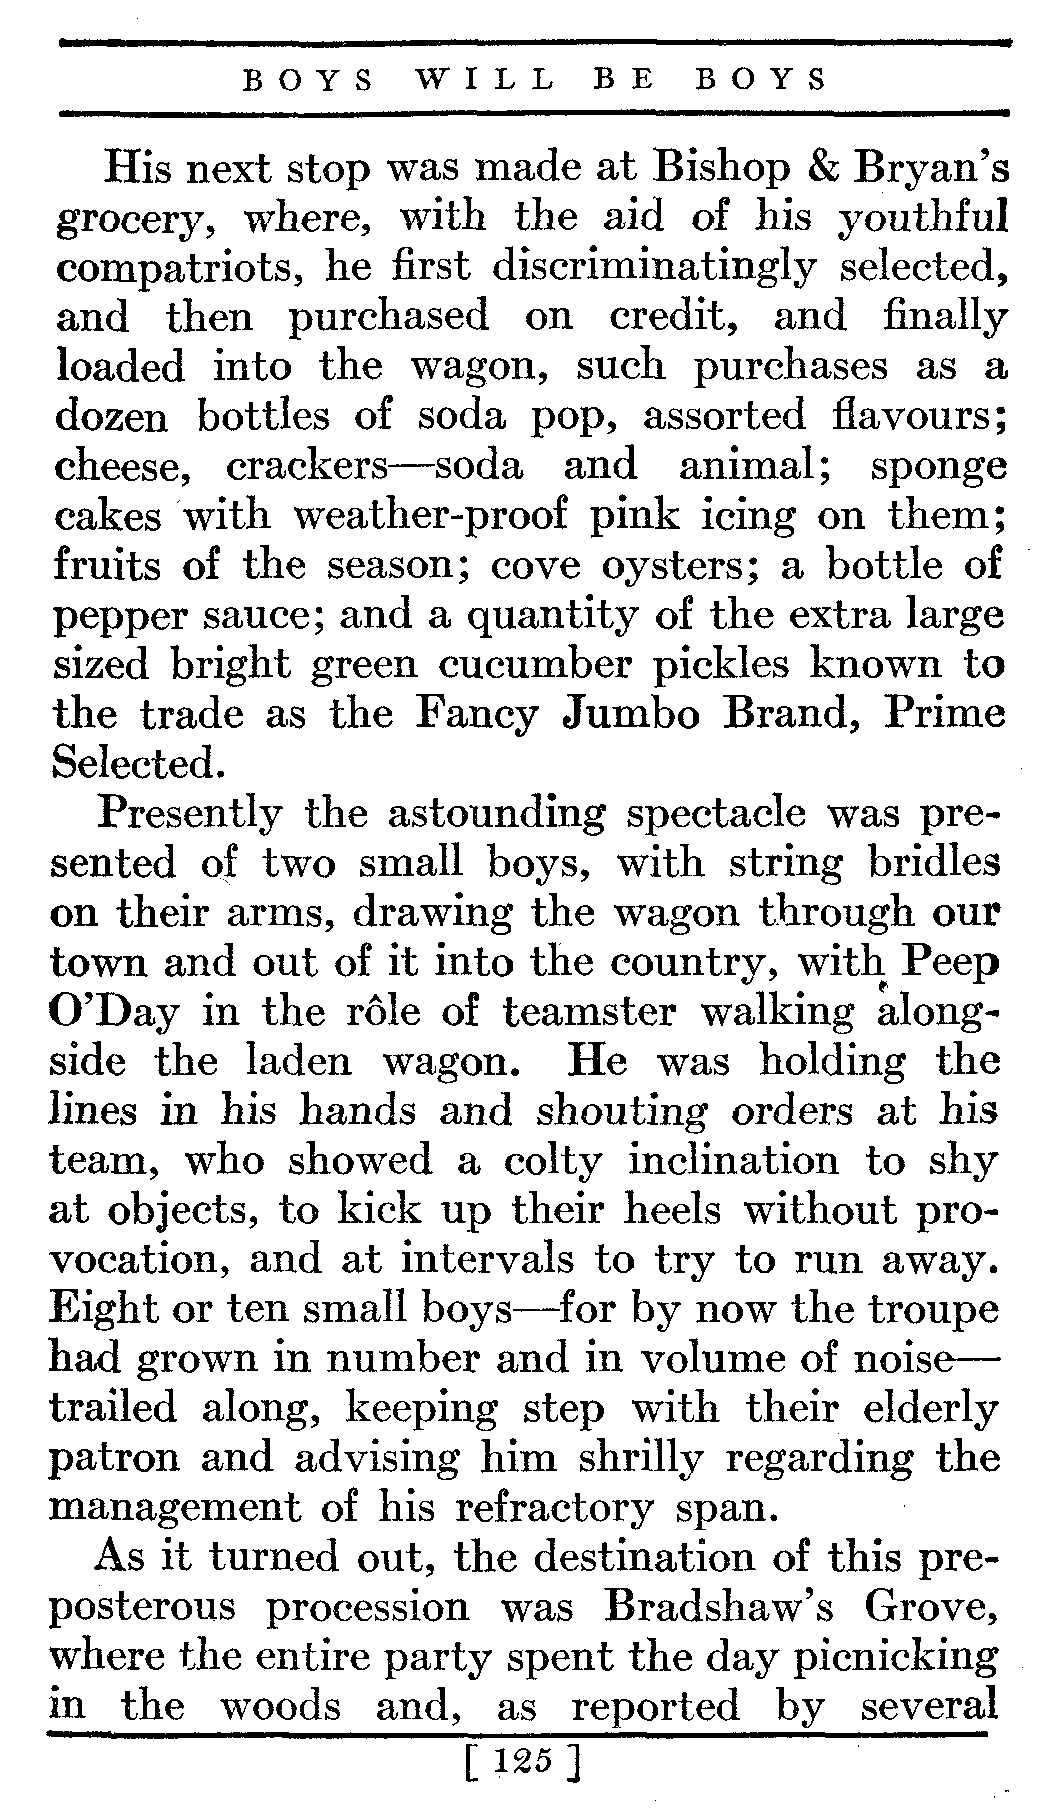 BOYS WILL BE BOYS
His next stop was made at Bishop & Bryan's
grocery, where, with the aid of his youthful
compatriots, he first discriminatingly selected,
and then purchased on credit, and finally
loaded into the wagon, such purchases as a
dozen bottles of soda pop, assorted flavours;
cheese, crackers—soda and animal; sponge
cakes with weather-proof pink icing on them;
fruits of the season; cove oysters; a bottle of
pepper sauce; and a quantity of the extra large
sized bright green cucumber pickles known to
the trade as the Fancy Jumbo Brand, Prime
Selected.
Presently the astounding spectacle was pre-
sented of two small boys, with string bridles
on their arms, drawing the wagon through our
town and out of it into the country, with Peep
O'Day in the rôle of teamster walking along-
side the laden wagon. He was holding the
lines in his hands and shouting orders at his
team, who showed a colty inclination to shy
at objects, to kick up their heels without pro-
vocation, and at intervals to try to run away.
Eight or ten small boys—for by now the troupe
had grown in number and in volume of noise—
trailed along, keeping step with their elderly
patron and advising him shrilly regarding the
management of his refractory span.
As it turned out, the destination of this pre-
posterous procession was Bradshaw's Grove,
where the entire party spent the day picnicking
in the woods and, as reported by several
[ 125 ]